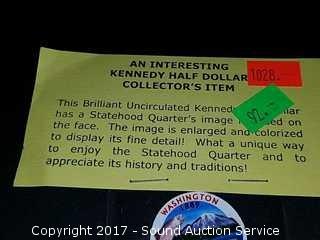 AN INTERESTING
KENNEDY HALF DOLLAR
COLLECTOR'S ITEM
1028.
92.
This Brilliant Uncirculated Kennedy
has a Statehood Quarter's image on
the face. The image is enlarged and colorized
to display its fine detail! What a unique way
to enjoy the Statehood Quarter and to
appreciate its history and traditions!
WASHINGTON
Copyright 2017 - Sound Auction Service